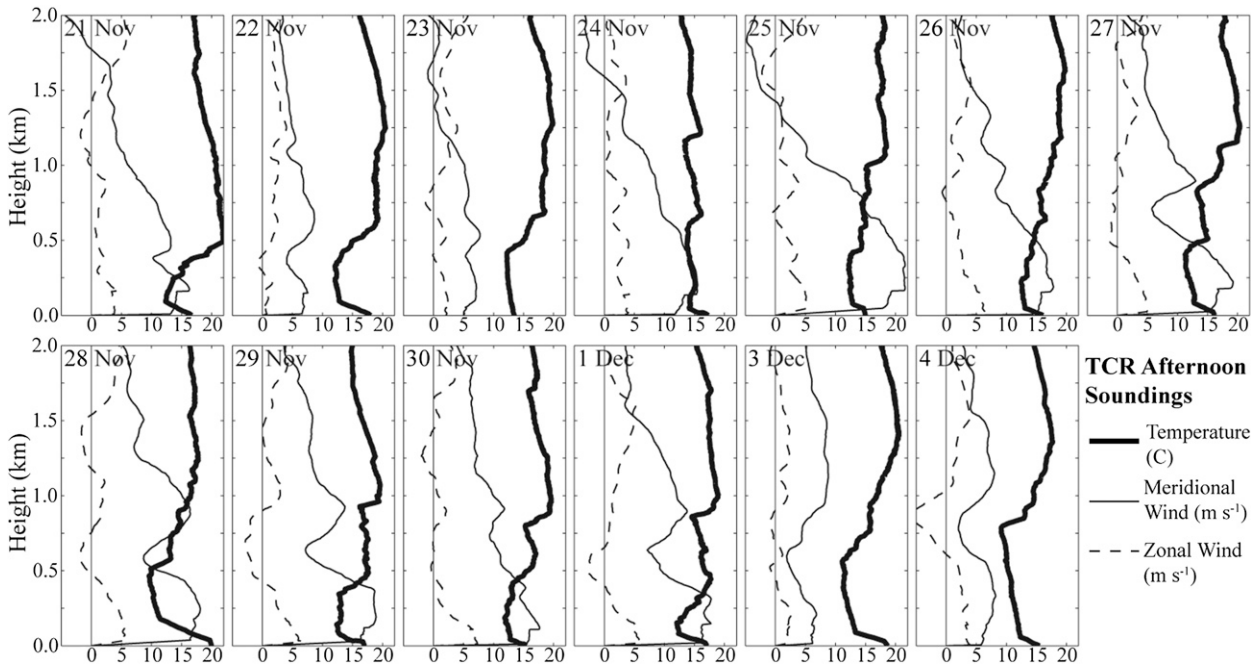 21 Nov 22 Nov 23 Nov 24 Nov 25 Nov 26 Nov 27 Nov
2.0
1.5
1.0
0.5
0.0
Height (km)
0 5 10 15 20 0 5 10 15 20 0 5 10 15 20 0 5 10 15 20 0 5 10 15 20 0 5 10 15 20 0 5 10 15 20
28 Nov 29 Nov 30 Nov 1 Dec 3 Dec 4 Dec
2.0
1.5
1.0
0.5
0.0
Height (km)
0 5 10 15 20 0 5 10 15 20 0 5 10 15 20 0 5 10 15 20 0 5 10 15 20 0 5 10 15 20
TCR Afternoon
Soundings
Temperature
(C)
Meridional
Wind (m s⁻¹)
Zonal Wind
(m s⁻¹)